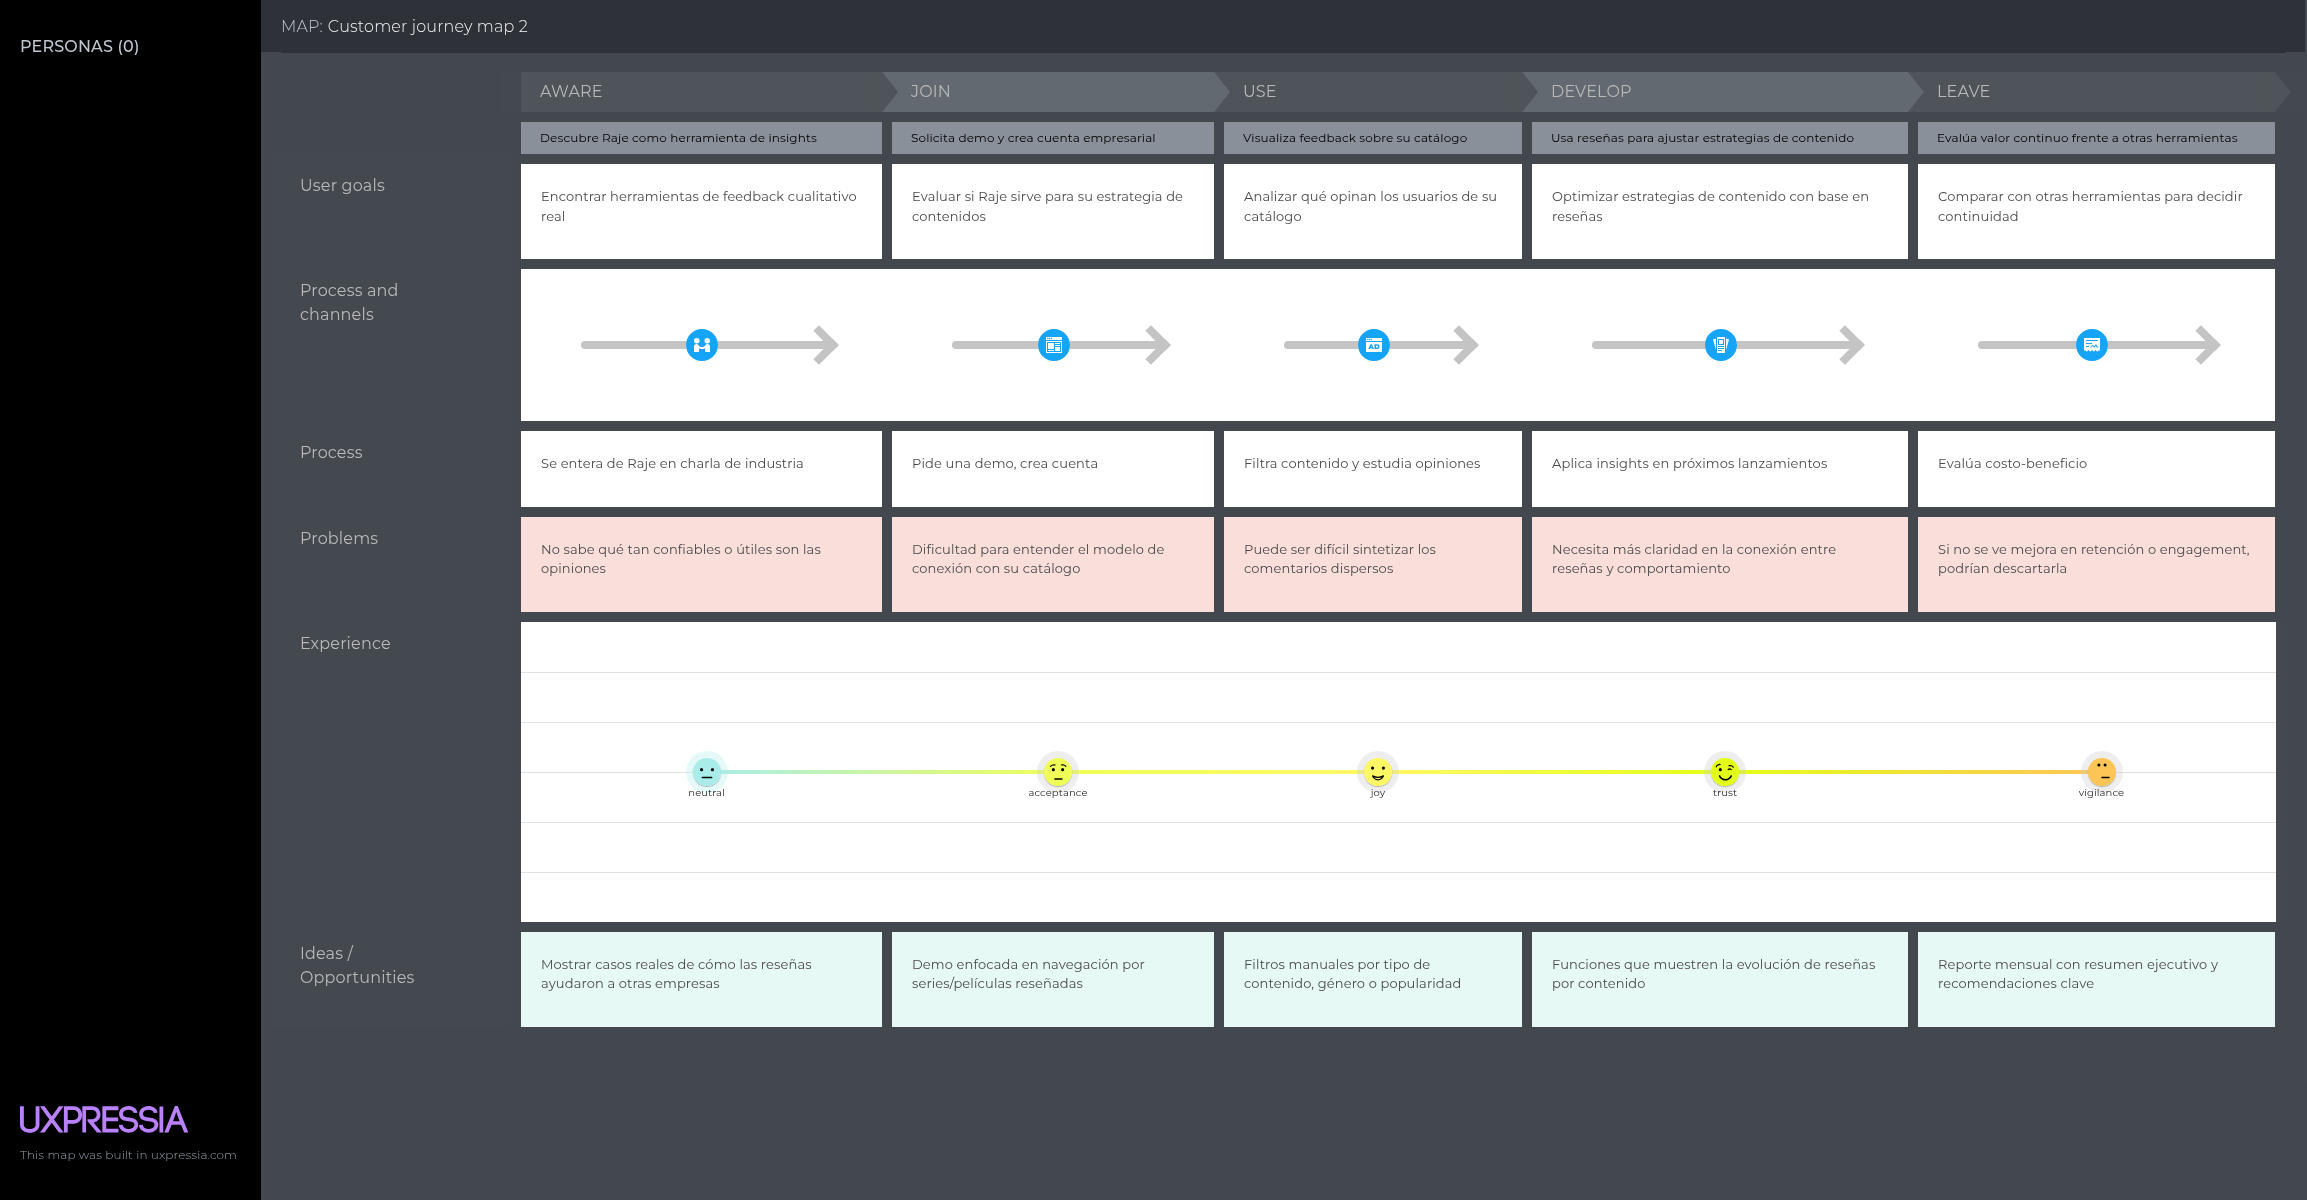 PERSONAS (0)
MAP: Customer journey map 2
AWARE
JOIN
USE
DEVELOP
LEAVE
Descubre Raje como herramienta de insights
Solicita demo y crea cuenta empresarial
Visualiza feedback sobre su catálogo
Usa reseñas para ajustar estrategias de contenido
Evalúa valor continuo frente a otras herramientas
User goals
Encontrar herramientas de feedback cualitativo
real
Evaluar si Raje sirve para su estrategia de
contenidos
Analizar qué opinan los usuarios de su
catálogo
Optimizar estrategias de contenido con base en
reseñas
Comparar con otras herramientas para decidir
continuidad
Process and
channels
AD
Process
Se entera de Raje en charla de industria
Pide una demo, crea cuenta
Filtra contenido y estudia opiniones
Aplica insights en próximos lanzamientos
Evalúa costo-beneficio
Problems
No sabe qué tan confiables o útiles son las
opiniones
Dificultad para entender el modelo de
conexión con su catálogo
Puede ser difícil sintetizar los
comentarios dispersos
Necesita más claridad en la conexión entre
reseñas y comportamiento
Si no se ve mejora en retención o engagement,
podrían descartarla
Experience
neutral
acceptance
joy
trust
vigilance
Ideas /
Opportunities
Mostrar casos reales de cómo las reseñas
ayudaron a otras empresas
Demo enfocada en navegación por
series/películas reseñadas
Filtros manuales por tipo de
contenido, género o popularidad
Funciones que muestren la evolución de reseñas
por contenido
Reporte mensual con resumen ejecutivo y
recomendaciones clave
UXPRESSIA
This map was built in uxpressia.com